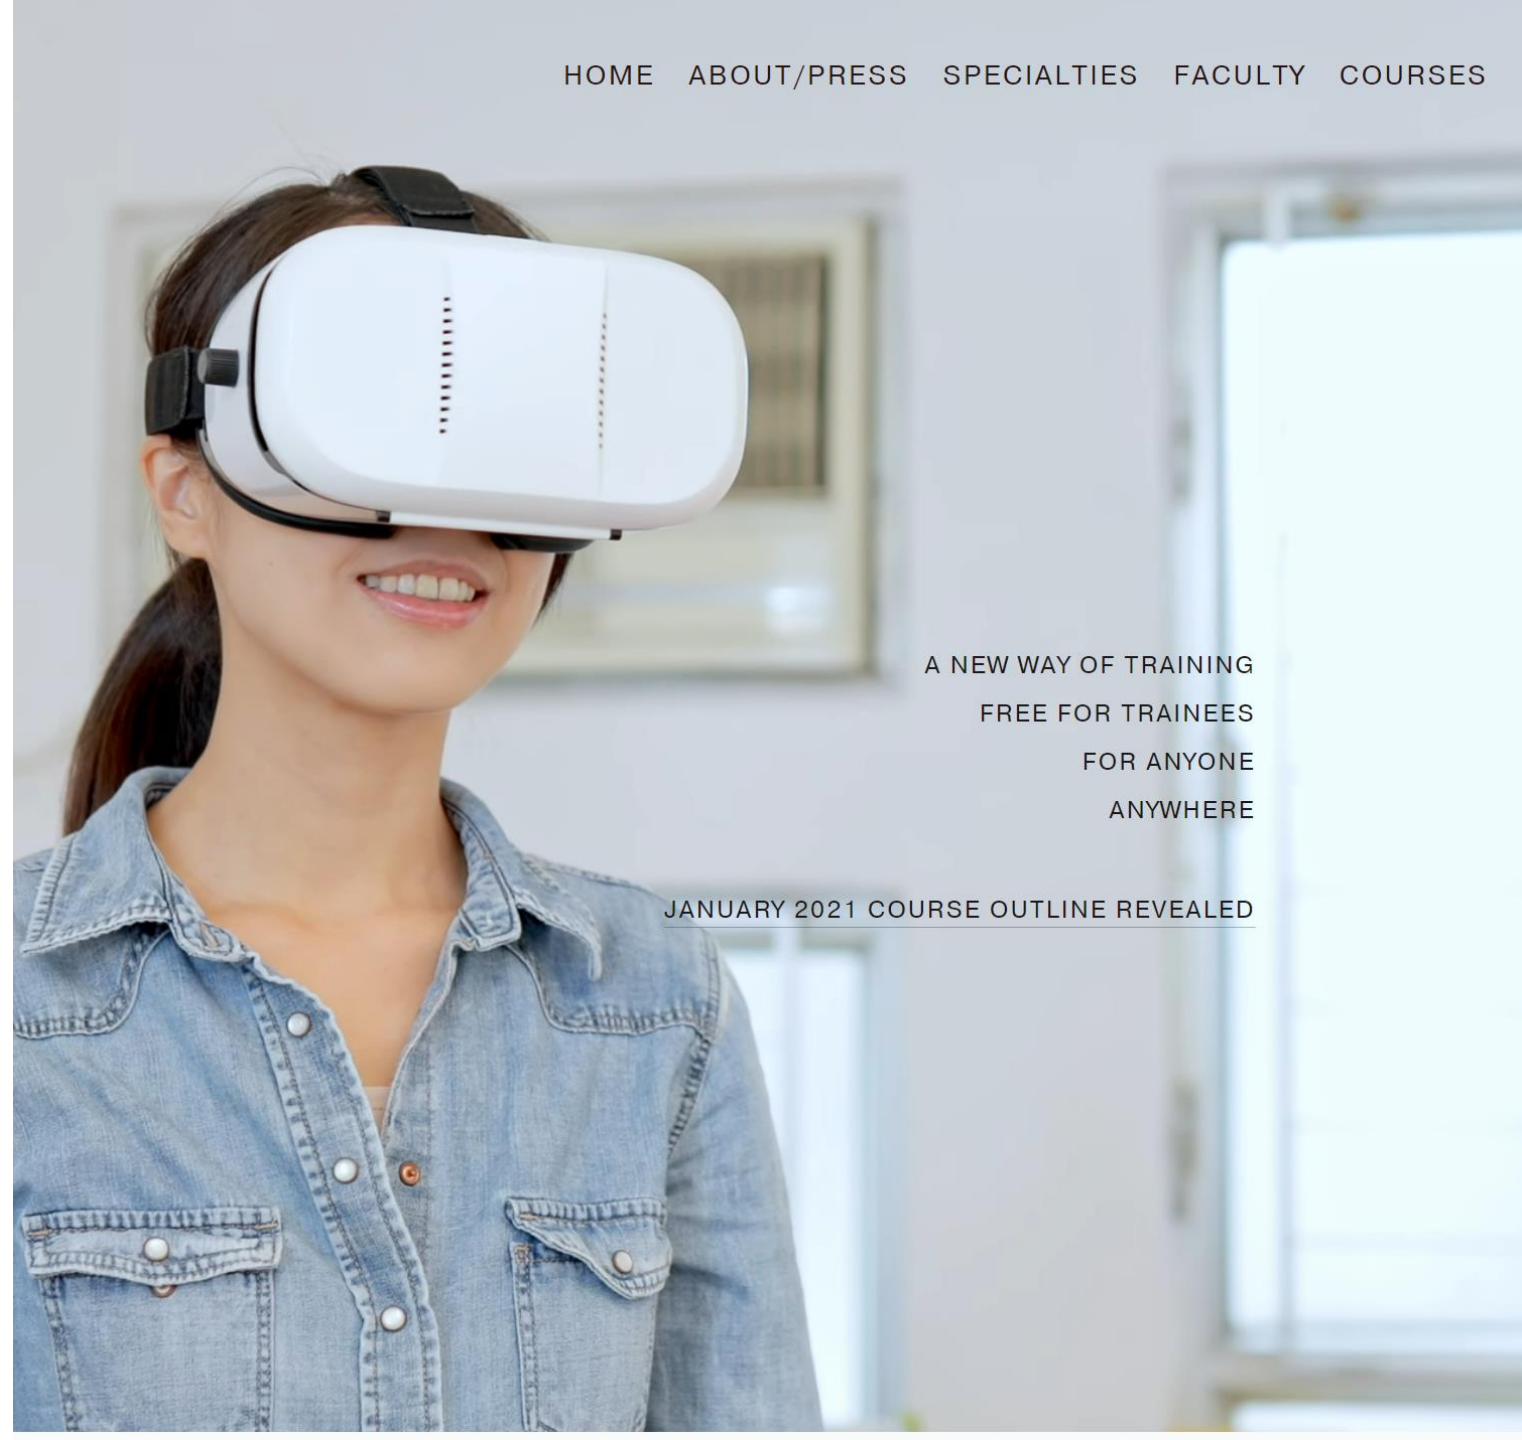 HOME ABOUT/PRESS SPECIALTIES FACULTY COURSES
A NEW WAY OF TRAINING
FREE FOR TRAINEES
FOR ANYONE
ANYWHERE
JANUARY 2021 COURSE OUTLINE REVEALED